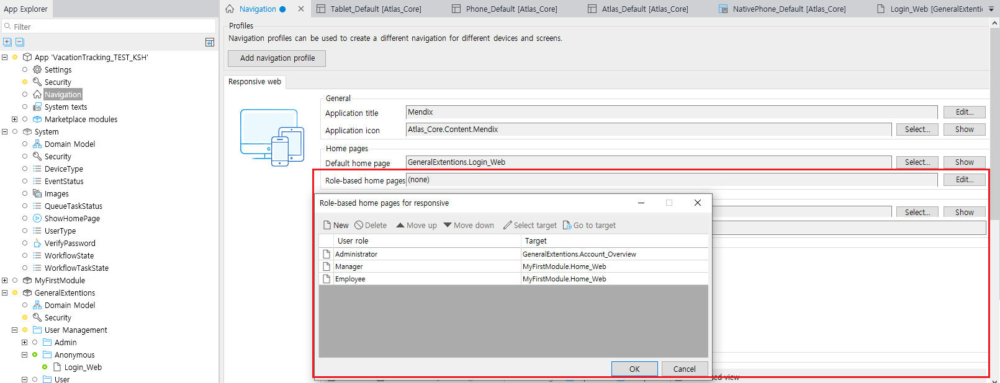 App Explorer
Filter
App 'VacationTracking_TEST_KSH'
Settings
Security
Navigation
System texts
Marketplace modules
System
Domain Model
Security
DeviceType
EventStatus
Images
QueueTaskStatus
ShowHomePage
UserType
VerifyPassword
WorkflowState
WorkflowTaskState
MyFirstModule
GeneralExtentions
Domain Model
Security
User Management
Admin
Anonymous
Login_Web
User
Navigation Tablet_Default [Atlas_Core] Phone_Default [Atlas_Core] Atlas_Default [Atlas_Core] NativePhone_Default [Atlas_Core] Login_Web [GeneralExtentic
Profiles
Navigation profiles can be used to create a different navigation for different devices and screens.
Add navigation profile
Responsive web
General
Application title Mendix Edit...
Application icon Atlas_Core.Content.Mendix Select... Show
Home pages
Default home page GeneralExtentions.Login_Web Select... Show
Role-based home pages (none) Edit...
Select... Show
Role-based home pages for responsive
New Delete Move up Move down Select target Go to target
User role Target
Administrator GeneralExtentions.Account_Overview
Manager MyFirstModule.Home_Web
Employee MyFirstModule.Home_Web
OK Cancel
view